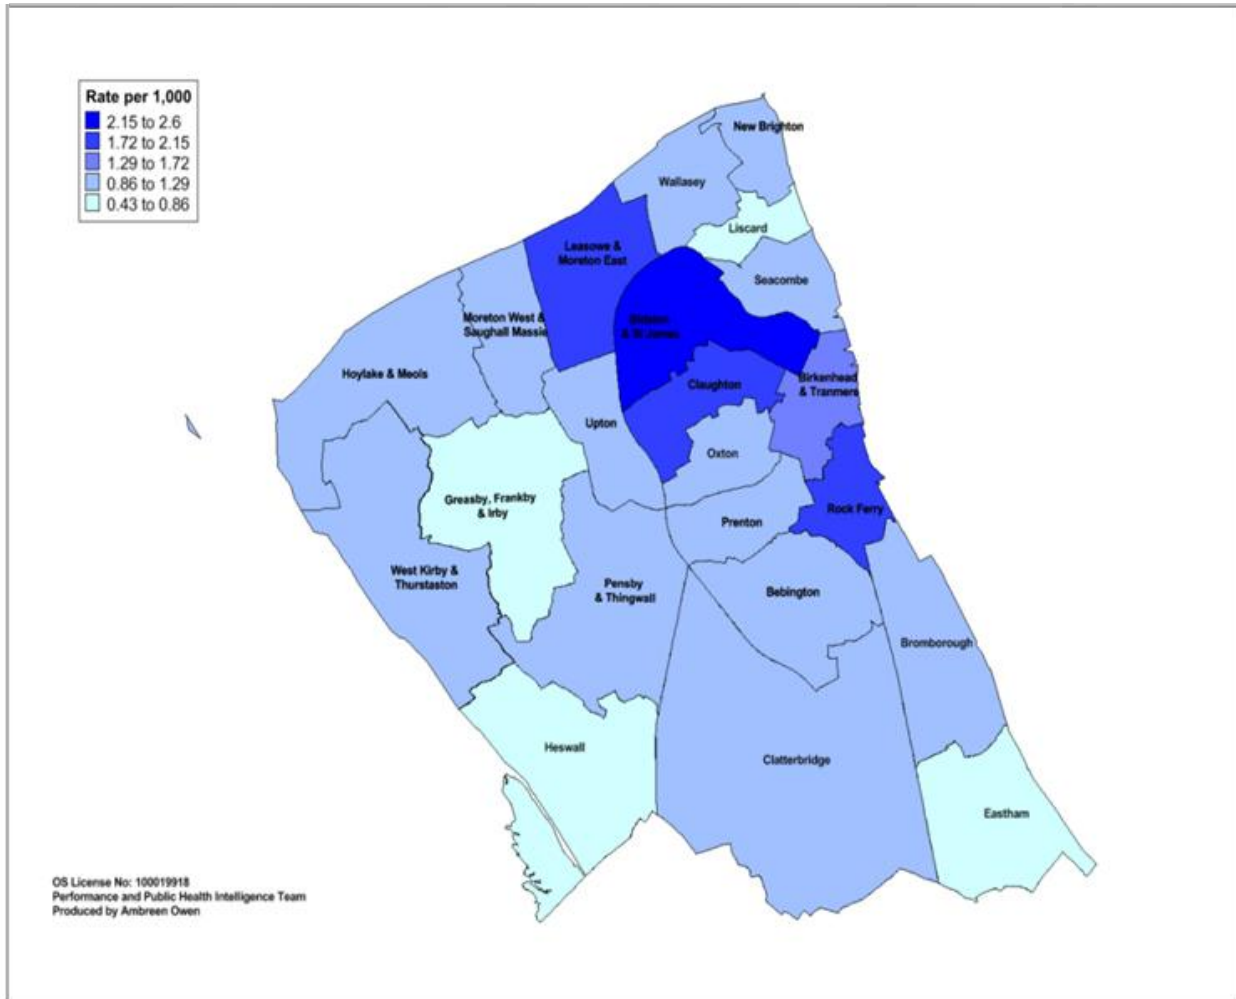 Rate per 1,000
2.15 to 2.6
1.72 to 2.15
1.29 to 1.72
0.86 to 1.29
0.43 to 0.86
New Brighton
Wallasey
Liscard
Leasowe &
Moreton East
Seacombe
Moreton West &
Saughall Massie
Bidston
& St James
Hoylake & Meols
Claughton
Birkenhead
& Tranmere
Upton
Oxton
Greasby, Frankby
& Irby
Rock Ferry
Prenton
West Kirby &
Thurstaston
Pensby
& Thingwall
Bebington
Bromborough
Heswall
Clatterbridge
Eastham
OS License No: 100019918
Performance and Public Health Intelligence Team
Produced by Ambreen Owen